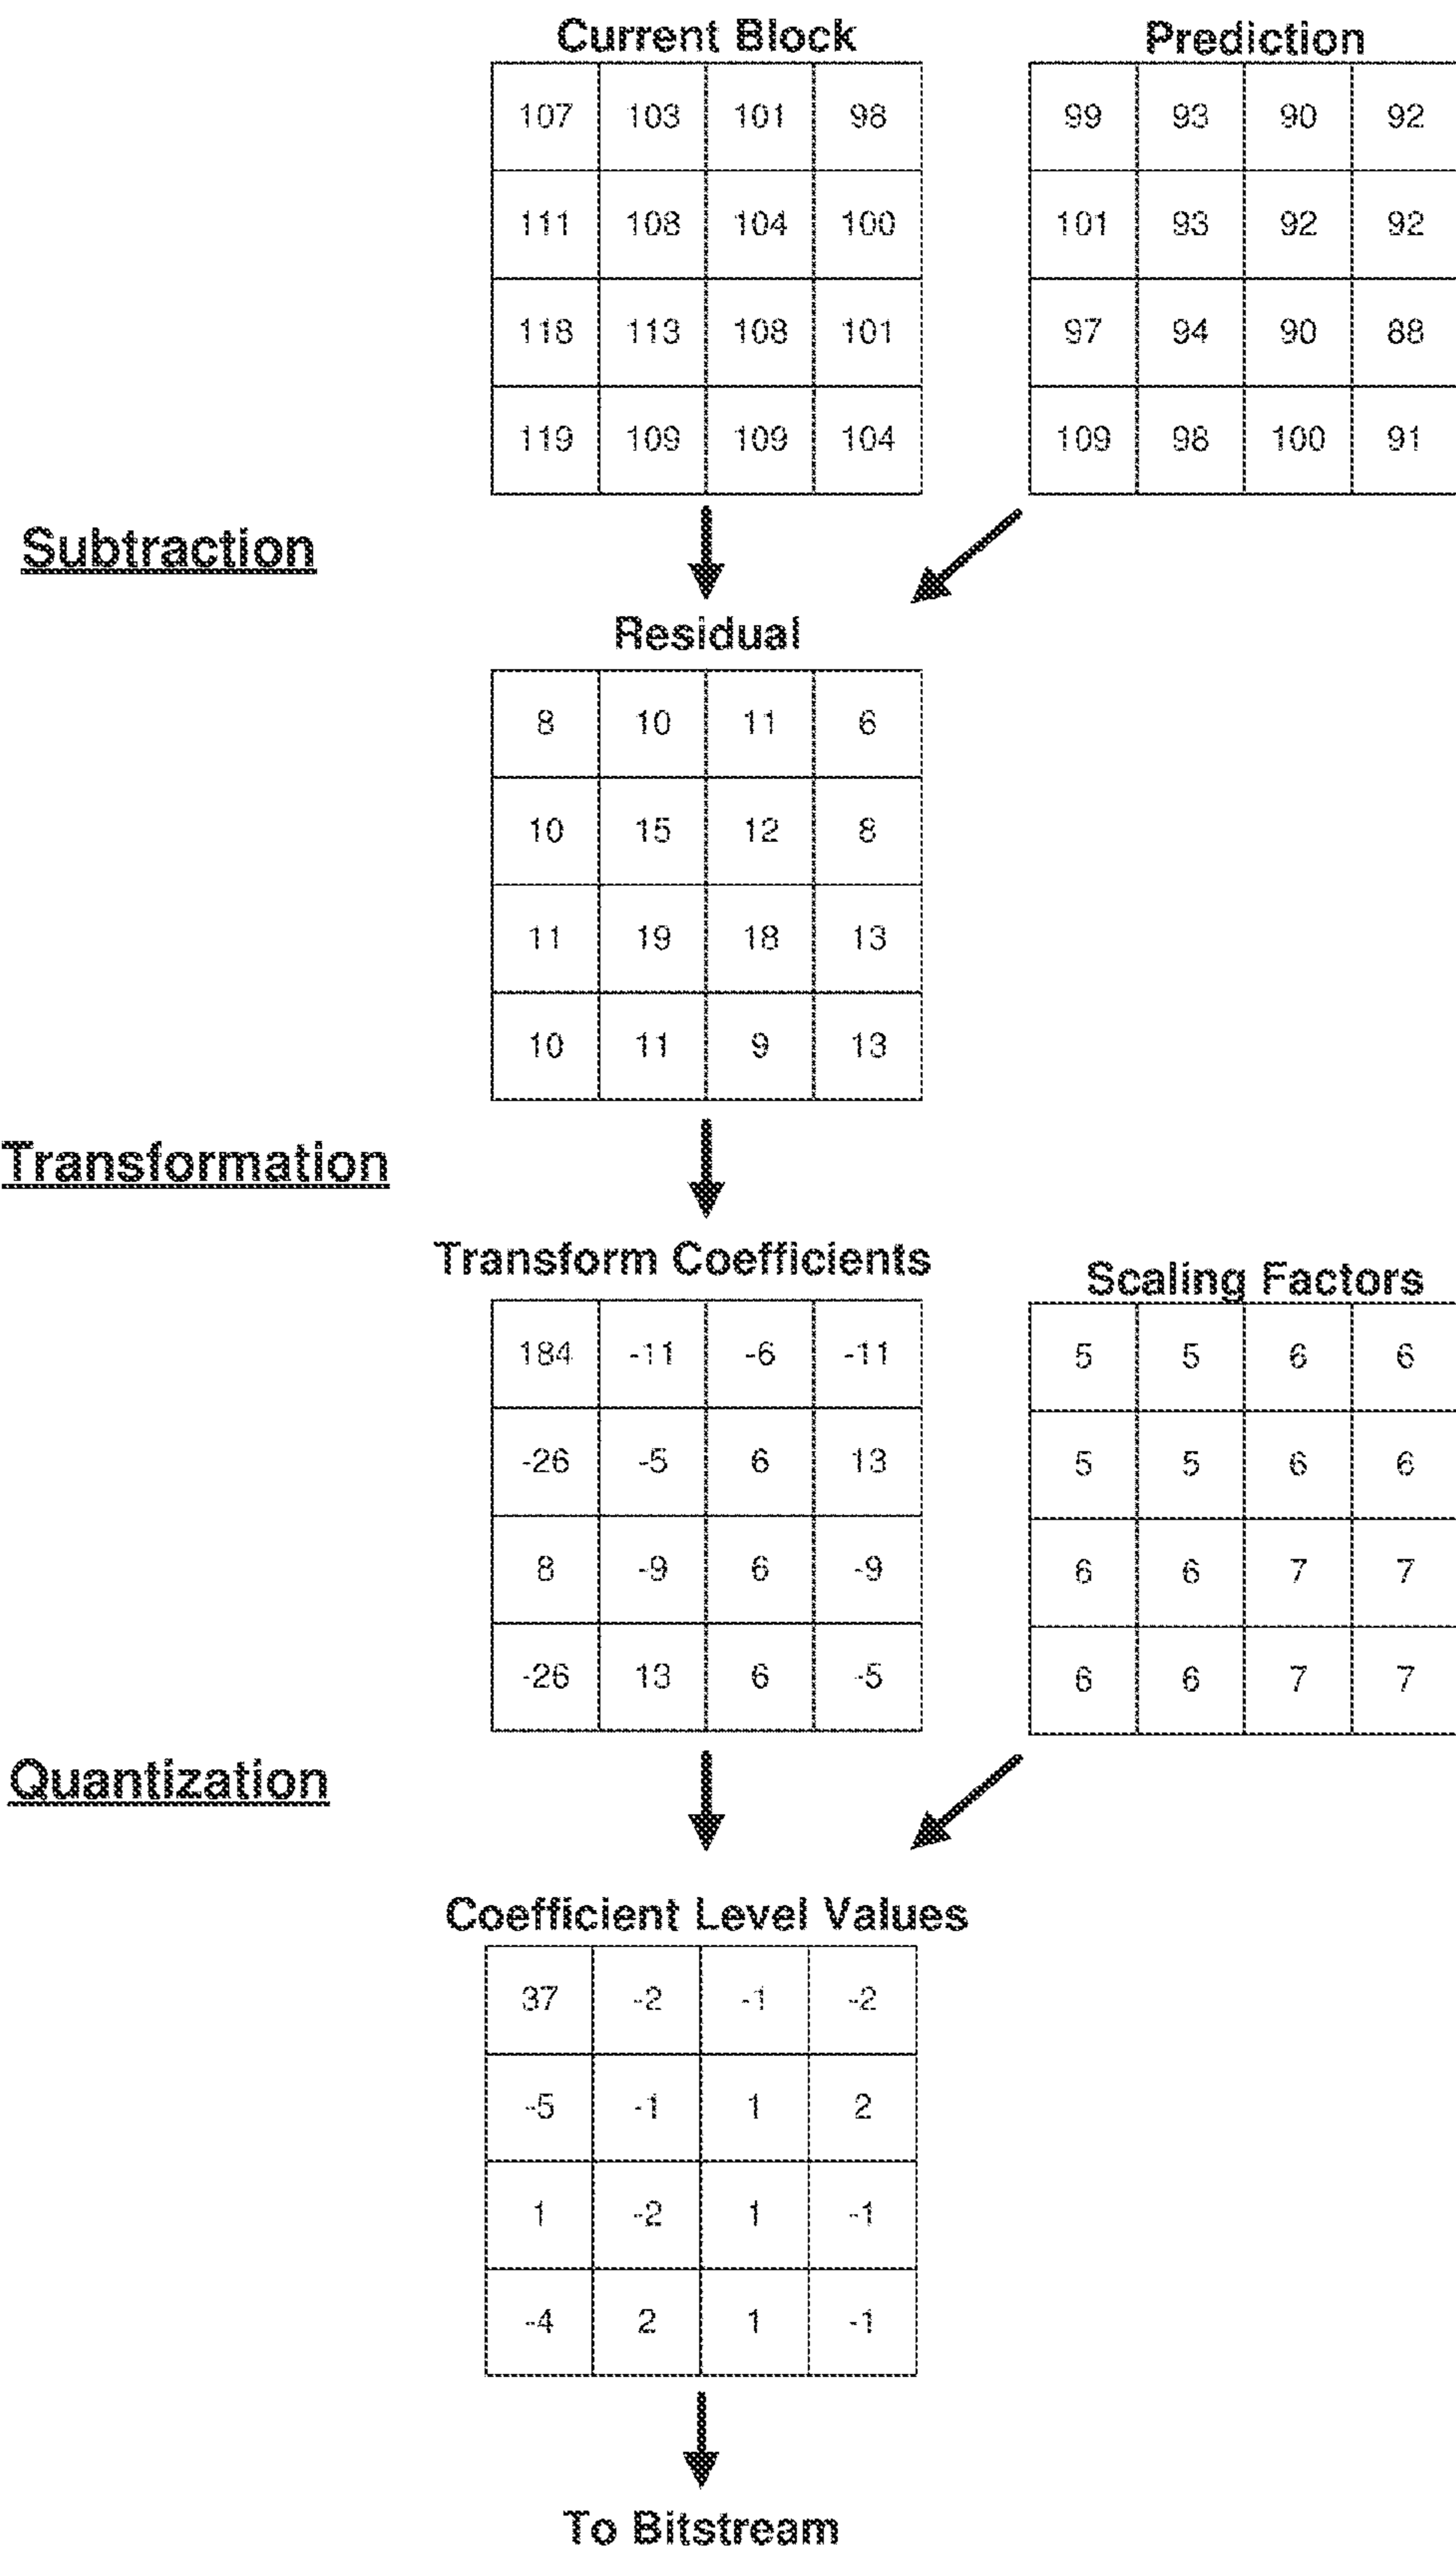 Current Block Prediction
107 103 101 98 99 93 90 92
111 108 104 100 101 93 92 92
118 113 108 101 97 94 90 88
119 109 109 104 109 98 100 91
Subtraction
Residual
8 10 11 6
10 15 12 8
11 19 18 13
10 11 9 13
Transformation
Transform Coefficients Scaling Factors
184 -11 -6 -11 5 5 6 6
-26 -5 6 13 5 5 6 6
8 -9 6 -9 6 6 7 7
-26 13 6 -5 6 6 7 7
Quantization
Coefficient Level Values
37 -2 -1 -2
-5 -1 1 2
1 -2 1 -1
-4 2 1 -1
To Bitstream